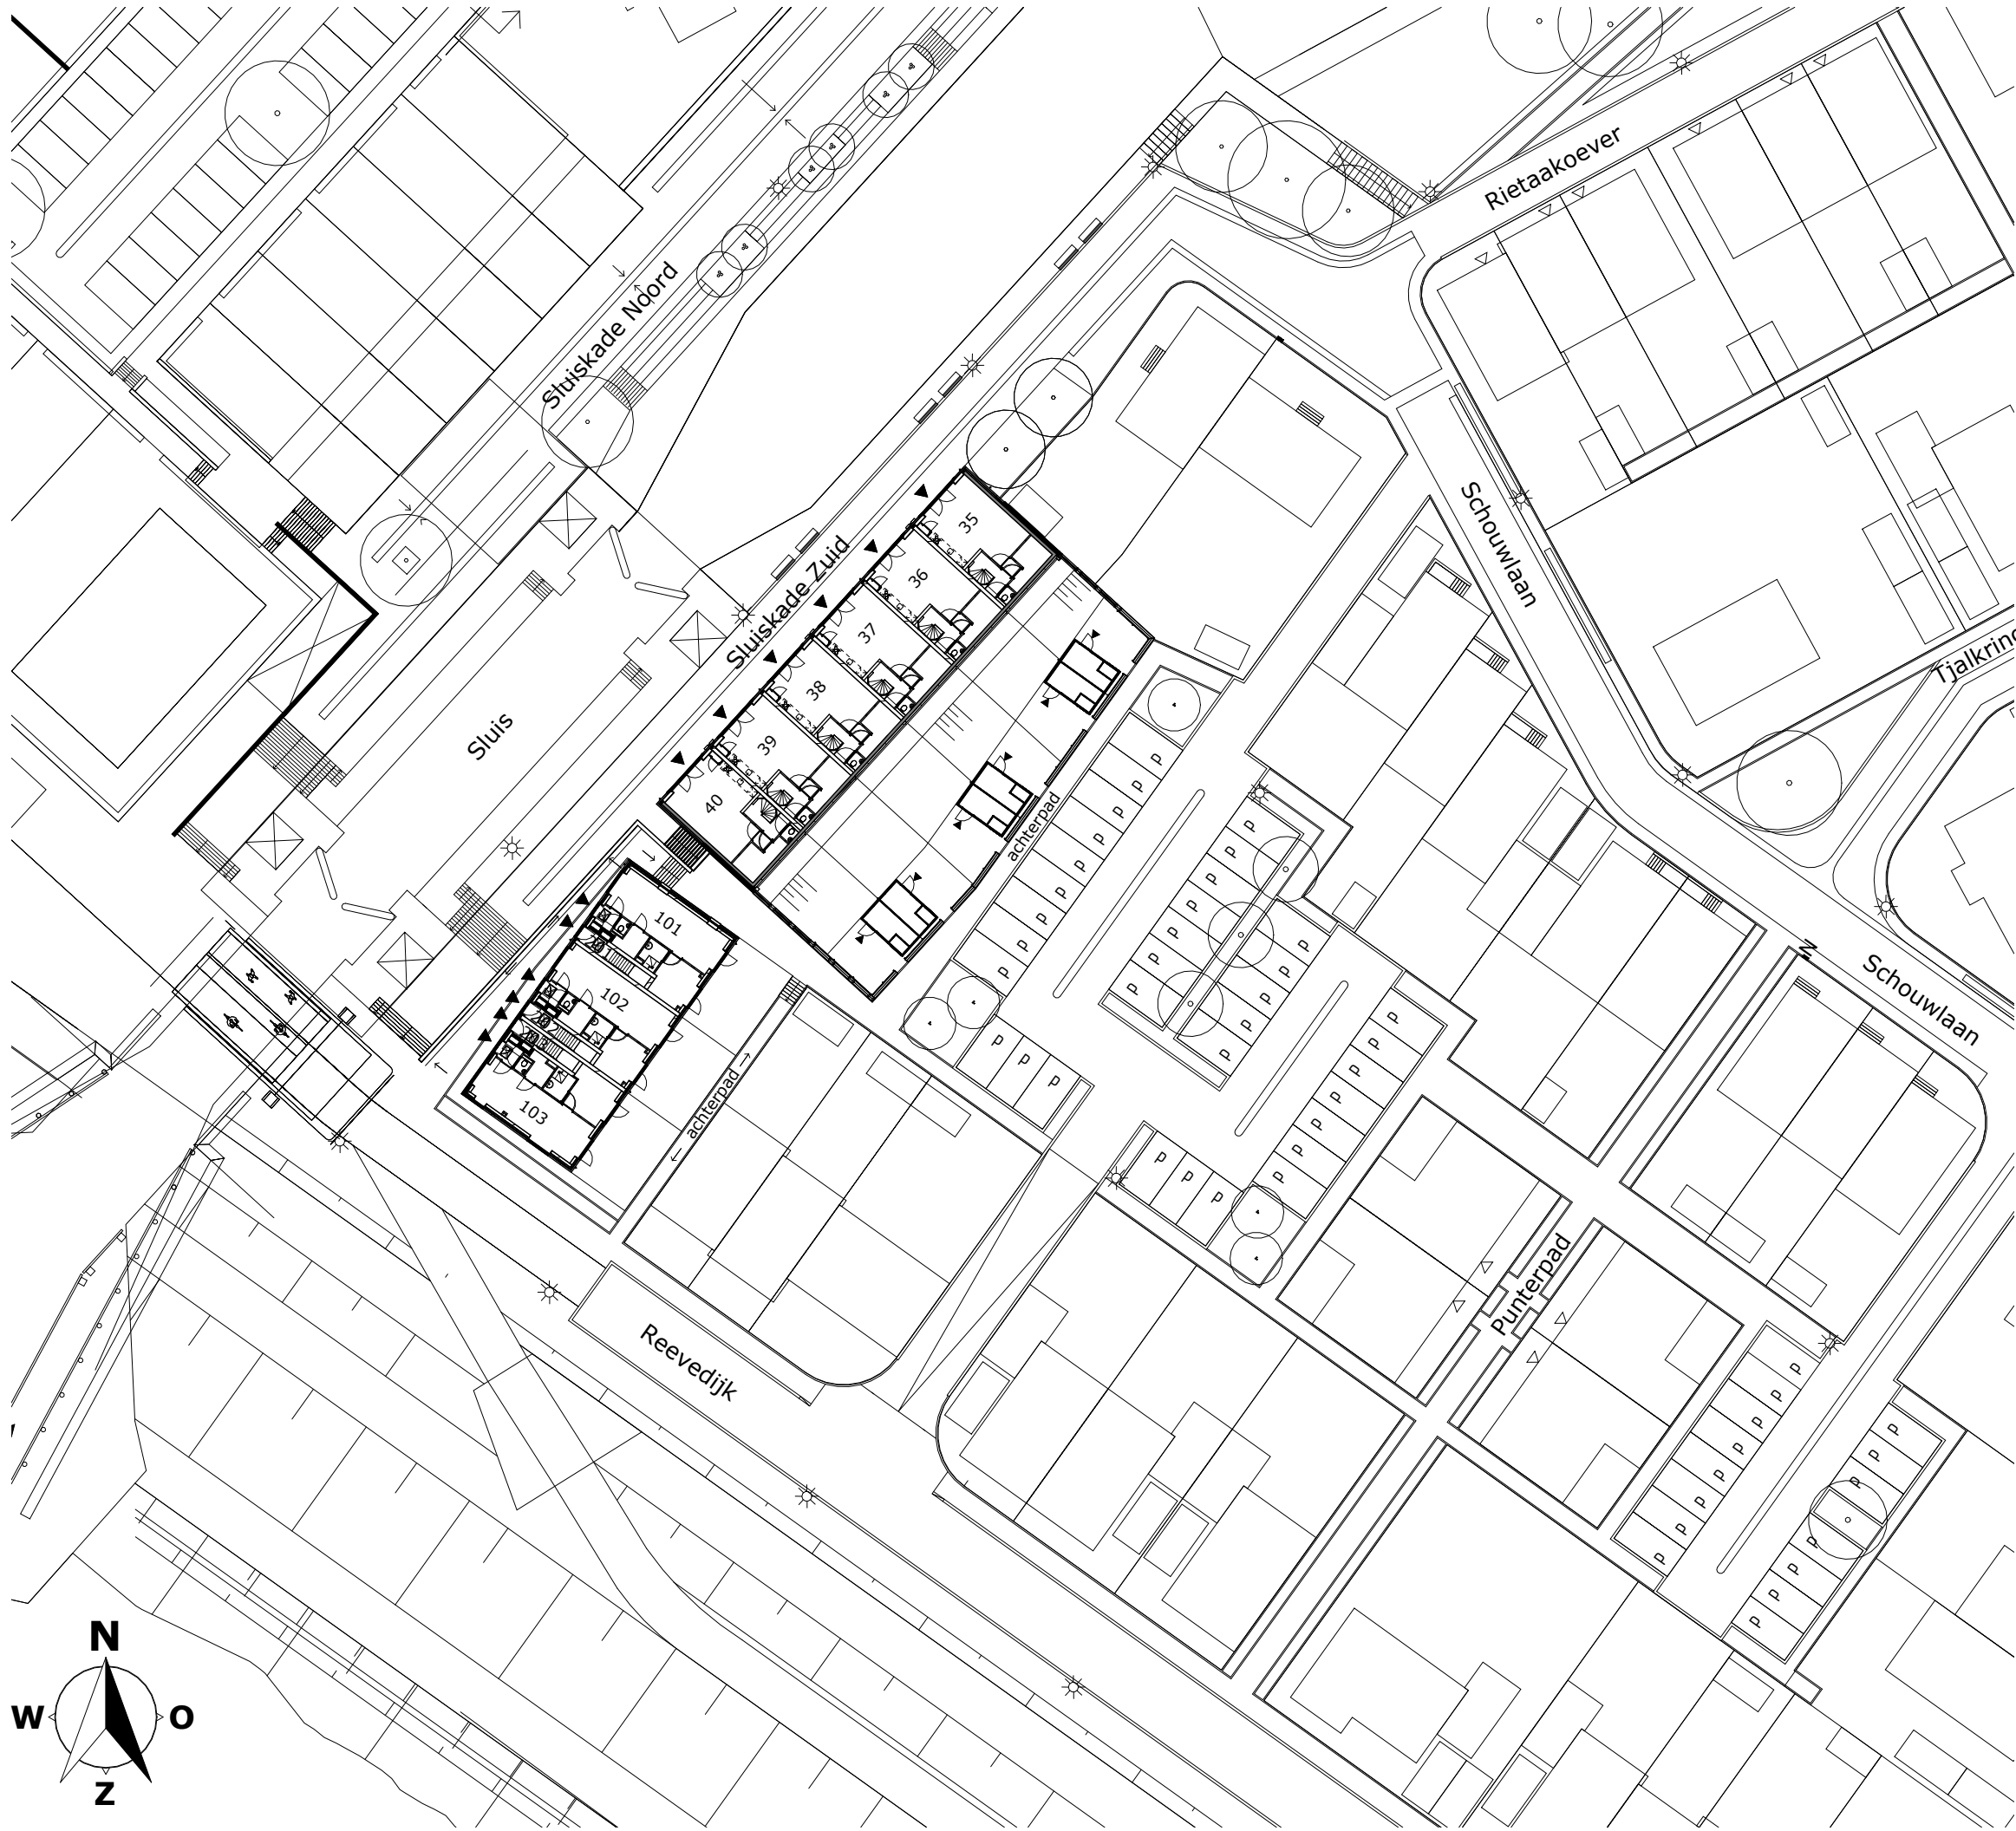 Rietaakoever
Sluiskade Noord
Schouwlaan
Sluiskade Zuid
35
36
37
38
39
40
Sluis
Tjalkring
achterpad
P P P P P P P P P
P P P P P P P
P P P P P
P P P
P P P P P P P
P P P
101
102
103
achterpad
Schouwlaan
Punterpad
Reevedijk
P P P P P P P P
P P P P P P P
N
W O
Z